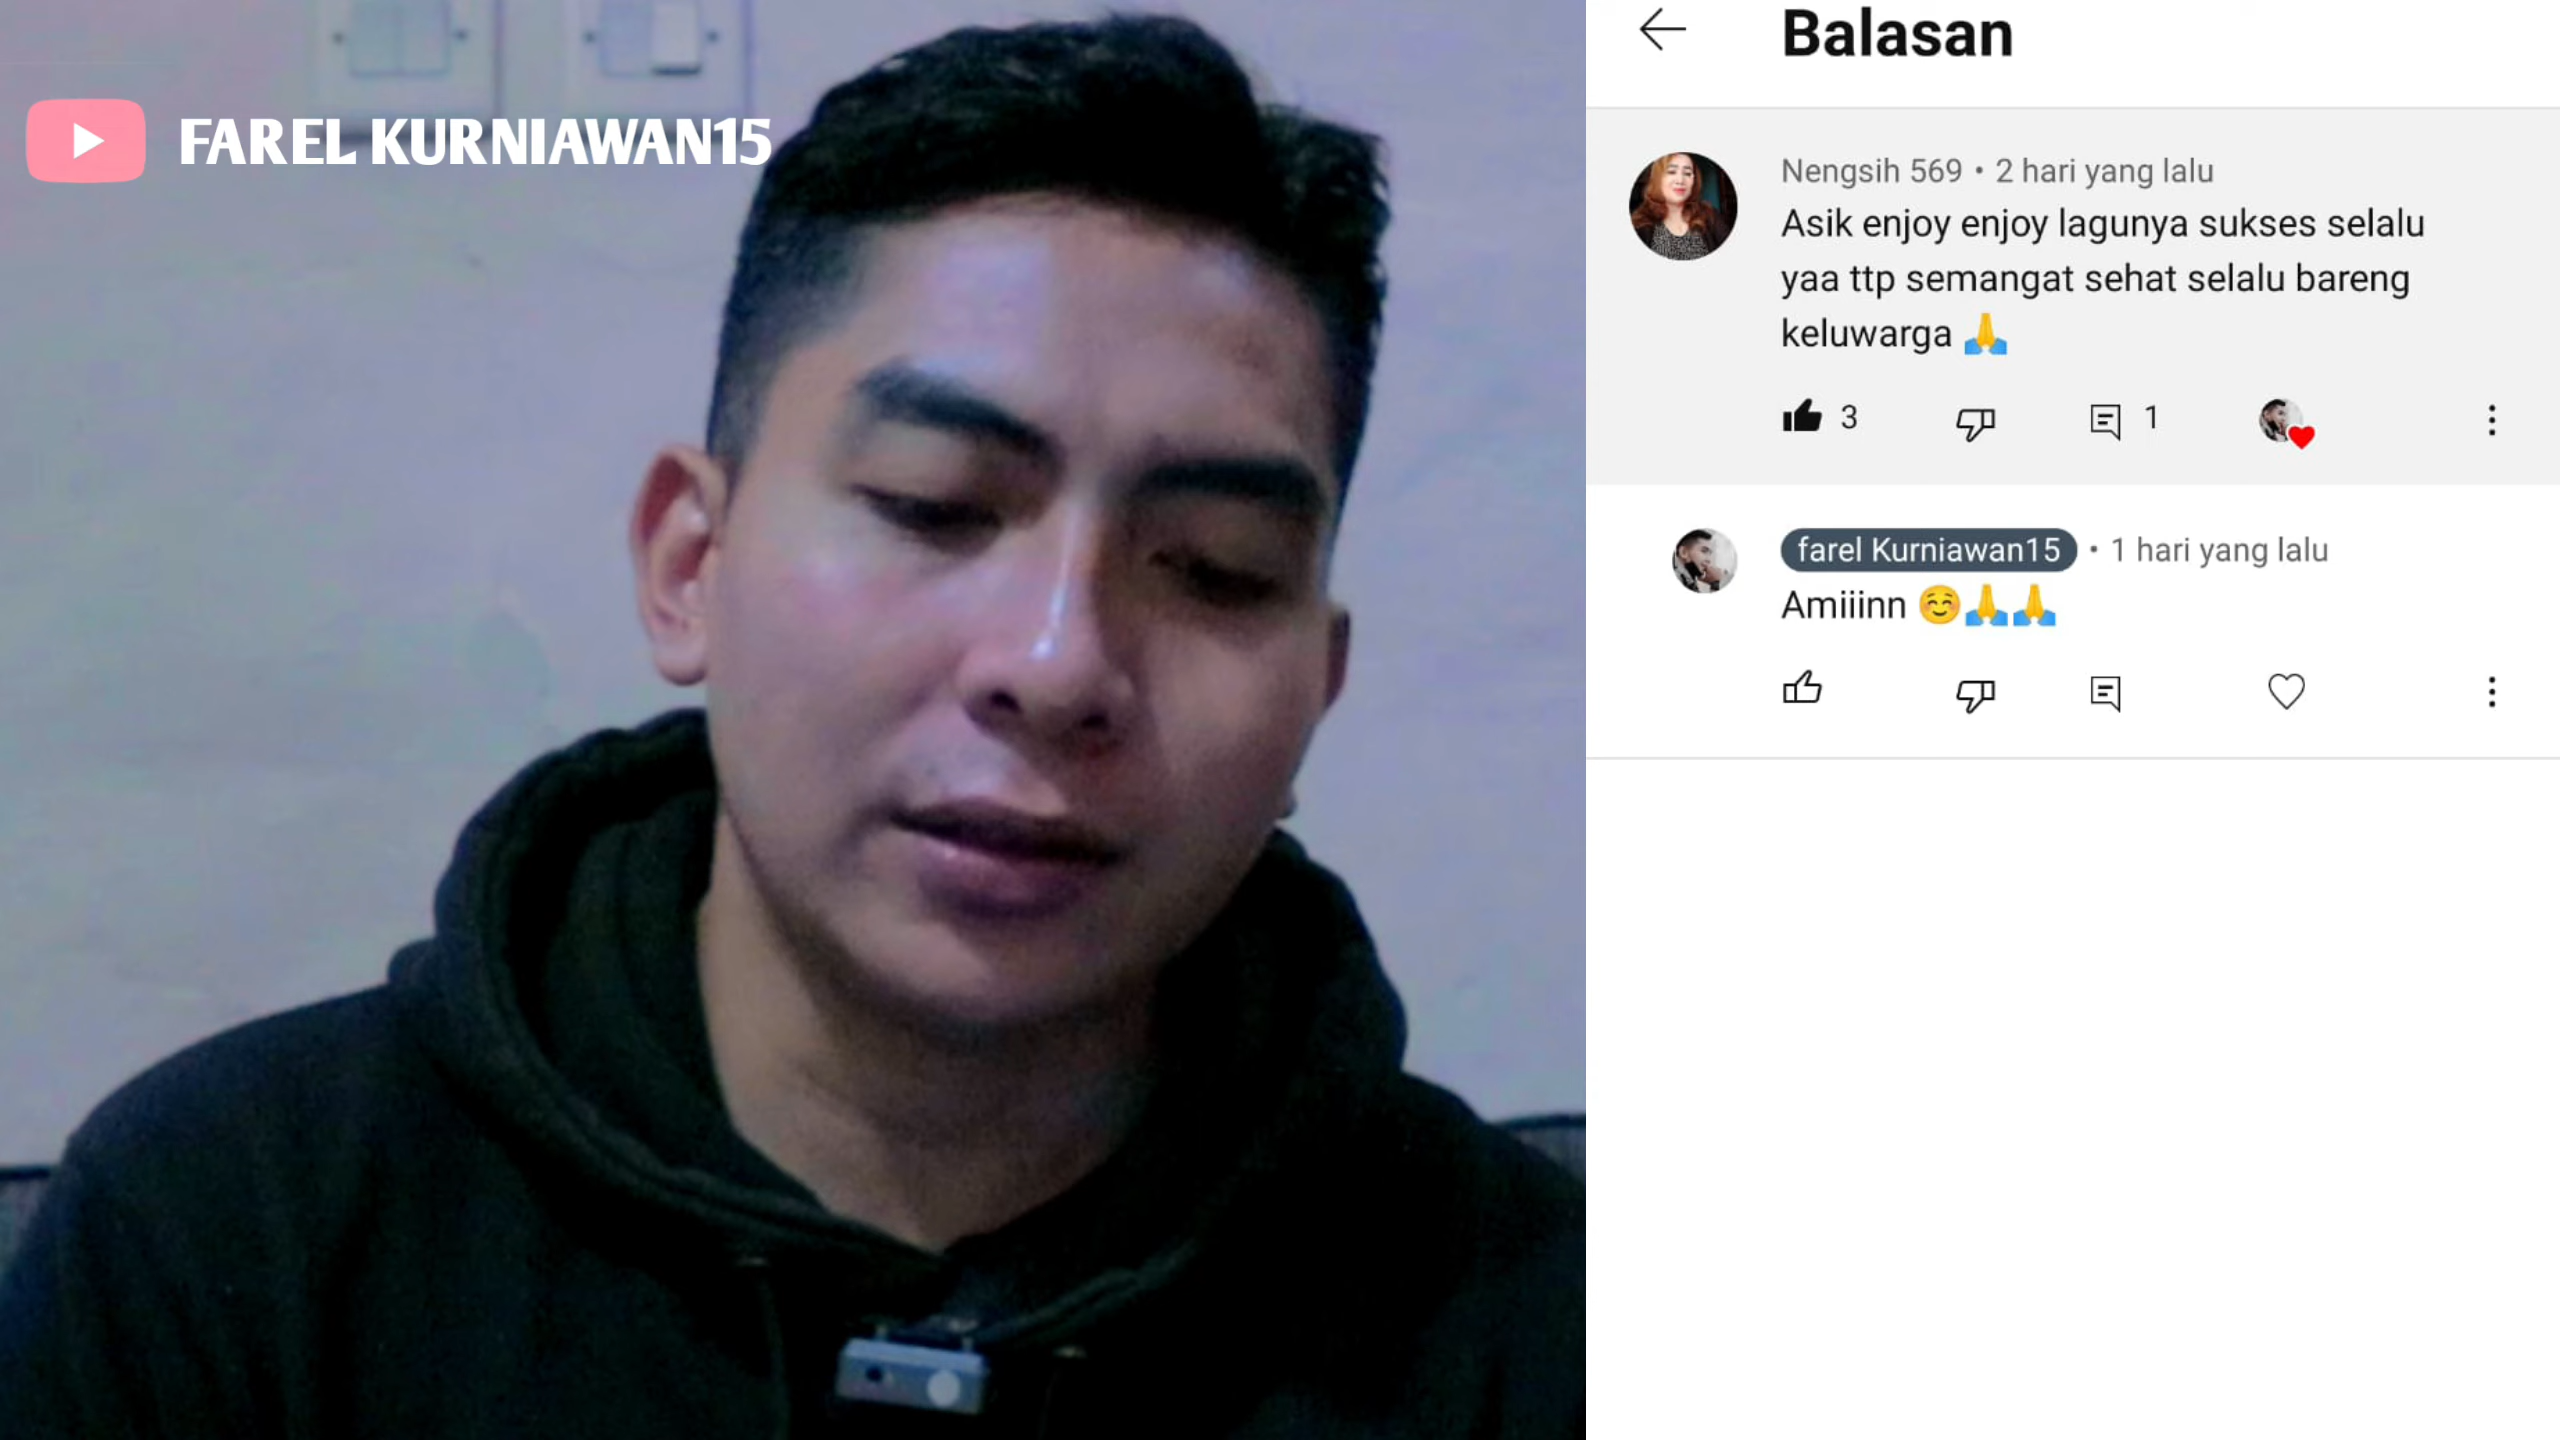 FAREL KURNIAWAN15
Balasan
Nengsih 569 • 2 hari yang lalu
Asik enjoy enjoy lagunya sukses selalu
yaa ttp semangat sehat selalu bareng
keluwarga 🙏
3
1
farel Kurniawan15 • 1 hari yang lalu
Amiiinn ☺️🙏🙏